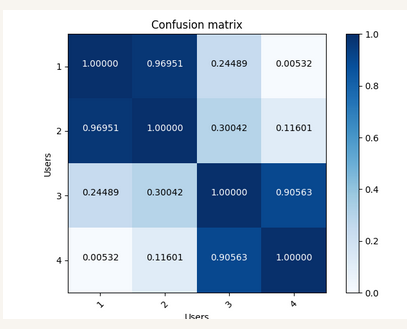 Confusion matrix
1 1.00000 0.96951 0.24489 0.00532
2 0.96951 1.00000 0.30042 0.11601
3 0.24489 0.30042 1.00000 0.90563
4 0.00532 0.11601 0.90563 1.00000
Users
1 2 3 4
Users
1.0
0.8
0.6
0.4
0.2
0.0